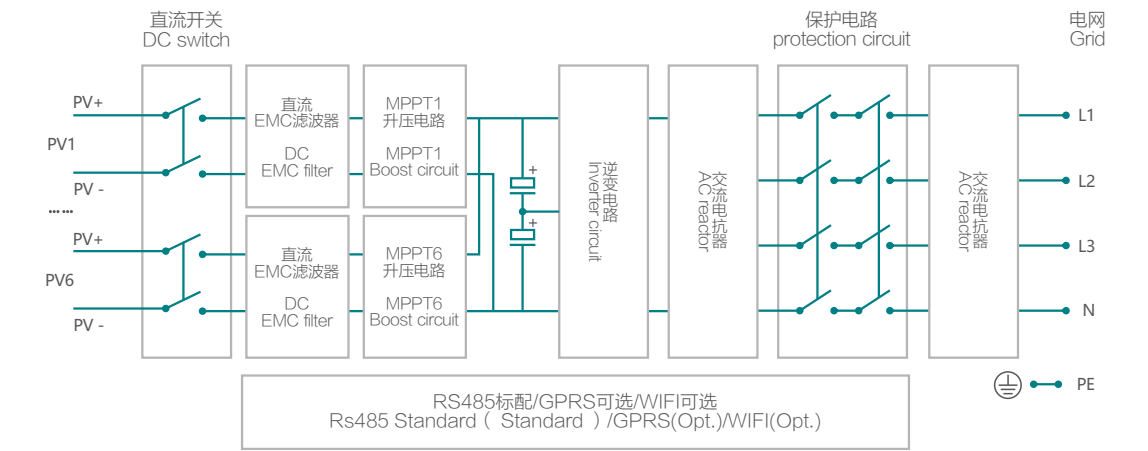 直流开关
DC switch
保护电路
protection circuit
电网
Grid
PV+
PV1
PV -
……
PV+
PV6
PV -
直流
EMC滤波器
DC
EMC filter
MPPT1
升压电路
MPPT1
Boost circuit
直流
EMC滤波器
DC
EMC filter
MPPT6
升压电路
MPPT6
Boost circuit
+
+
逆变电路
Inverter circuit
交流电抗器
AC reactor
交流电抗器
AC reactor
L1
L2
L3
N
PE
RS485标配/GPRS可选/WIFI可选
Rs485 Standard（ Standard ）/GPRS(Opt.)/WIFI(Opt.)